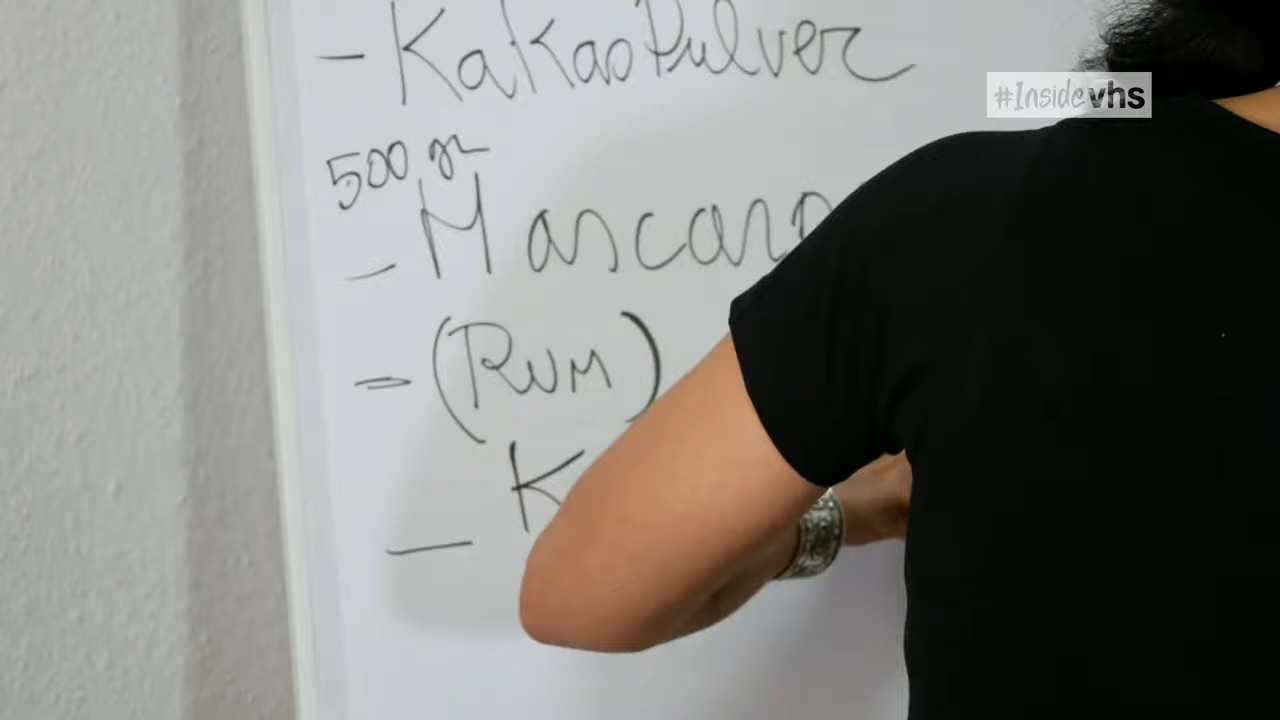 - KaKaoPulver
#Insidevhs
500 gr
- Mascarp
- (RUM)
- K